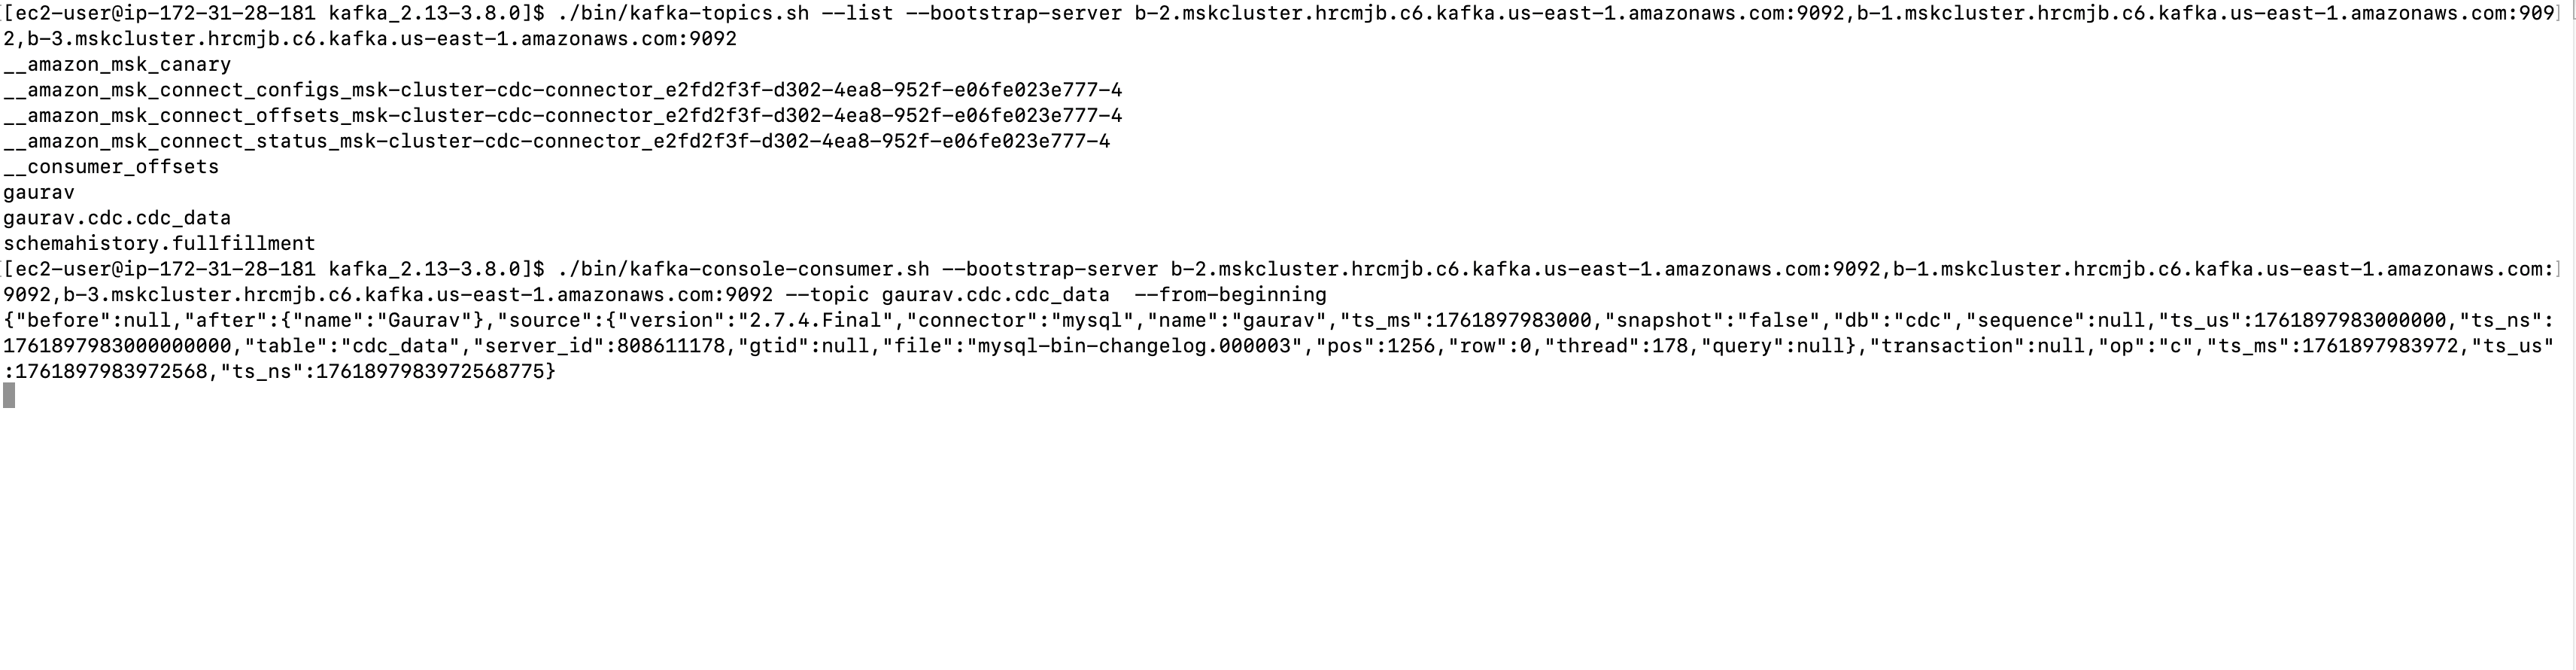 [ec2-user@ip-172-31-28-181 kafka_2.13-3.8.0]$ ./bin/kafka-topics.sh --list --bootstrap-server b-2.mskcluster.hrcmjb.c6.kafka.us-east-1.amazonaws.com:9092,b-1.mskcluster.hrcmjb.c6.kafka.us-east-1.amazonaws.com:909]
2,b-3.mskcluster.hrcmjb.c6.kafka.us-east-1.amazonaws.com:9092
__amazon_msk_canary
__amazon_msk_connect_configs_msk-cluster-cdc-connector_e2fd2f3f-d302-4ea8-952f-e06fe023e777-4
__amazon_msk_connect_offsets_msk-cluster-cdc-connector_e2fd2f3f-d302-4ea8-952f-e06fe023e777-4
__amazon_msk_connect_status_msk-cluster-cdc-connector_e2fd2f3f-d302-4ea8-952f-e06fe023e777-4
__consumer_offsets
gaurav
gaurav.cdc.cdc_data
schemahistory.fullfillment
[ec2-user@ip-172-31-28-181 kafka_2.13-3.8.0]$ ./bin/kafka-console-consumer.sh --bootstrap-server b-2.mskcluster.hrcmjb.c6.kafka.us-east-1.amazonaws.com:9092,b-1.mskcluster.hrcmjb.c6.kafka.us-east-1.amazonaws.com:]
9092,b-3.mskcluster.hrcmjb.c6.kafka.us-east-1.amazonaws.com:9092 --topic gaurav.cdc.cdc_data  --from-beginning
{"before":null,"after":{"name":"Gaurav"},"source":{"version":"2.7.4.Final","connector":"mysql","name":"gaurav","ts_ms":1761897983000,"snapshot":"false","db":"cdc","sequence":null,"ts_us":1761897983000000,"ts_ns":
1761897983000000000,"table":"cdc_data","server_id":808611178,"gtid":null,"file":"mysql-bin-changelog.000003","pos":1256,"row":0,"thread":178,"query":null},"transaction":null,"op":"c","ts_ms":1761897983972,"ts_us"
:1761897983972568,"ts_ns":1761897983972568775}